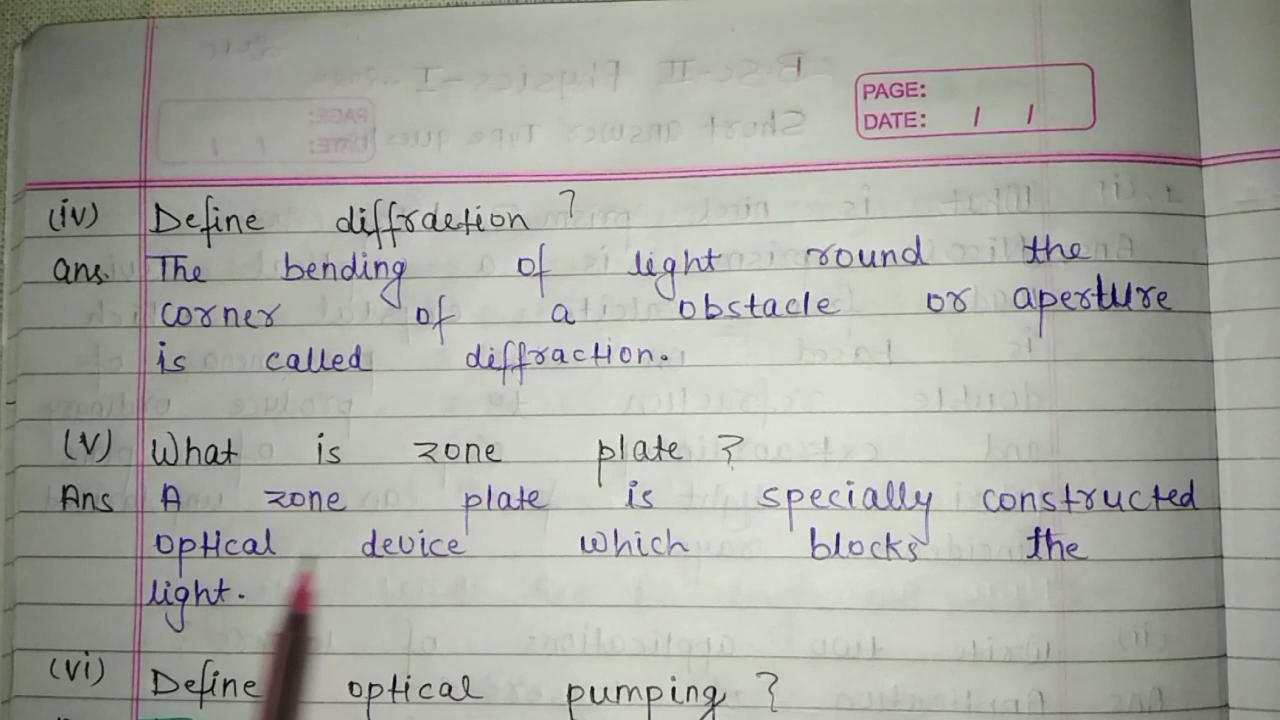 PAGE:
DATE: / /
(iv) Define diffraction ?
ans. The bending of light round the
corner of a obstacle or aperture
is called diffraction.
(v) What is zone plate ?
Ans A zone plate is specially constructed
optical device which blocks the
light.
(vi) Define optical pumping ?